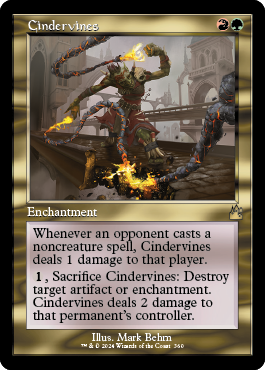 Cindervines
Enchantment
Whenever an opponent casts a
noncreature spell, Cindervines
deals 1 damage to that player.
1, Sacrifice Cindervines: Destroy
target artifact or enchantment.
Cindervines deals 2 damage to
that permanent's controller.
Illus. Mark Behm
™ & © 2024 Wizards of the Coast 360